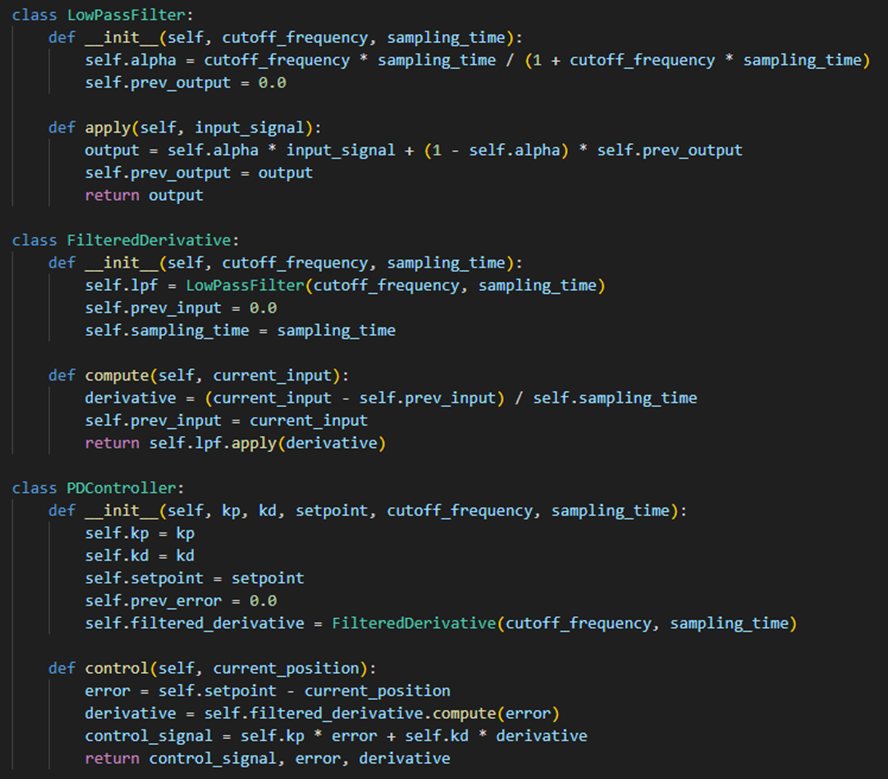 class LowPassFilter:
    def __init__(self, cutoff_frequency, sampling_time):
        self.alpha = cutoff_frequency * sampling_time / (1 + cutoff_frequency * sampling_time)
        self.prev_output = 0.0

    def apply(self, input_signal):
        output = self.alpha * input_signal + (1 - self.alpha) * self.prev_output
        self.prev_output = output
        return output

class FilteredDerivative:
    def __init__(self, cutoff_frequency, sampling_time):
        self.lpf = LowPassFilter(cutoff_frequency, sampling_time)
        self.prev_input = 0.0
        self.sampling_time = sampling_time

    def compute(self, current_input):
        derivative = (current_input - self.prev_input) / self.sampling_time
        self.prev_input = current_input
        return self.lpf.apply(derivative)

class PDController:
    def __init__(self, kp, kd, setpoint, cutoff_frequency, sampling_time):
        self.kp = kp
        self.kd = kd
        self.setpoint = setpoint
        self.prev_error = 0.0
        self.filtered_derivative = FilteredDerivative(cutoff_frequency, sampling_time)

    def control(self, current_position):
        error = self.setpoint - current_position
        derivative = self.filtered_derivative.compute(error)
        control_signal = self.kp * error + self.kd * derivative
        return control_signal, error, derivative